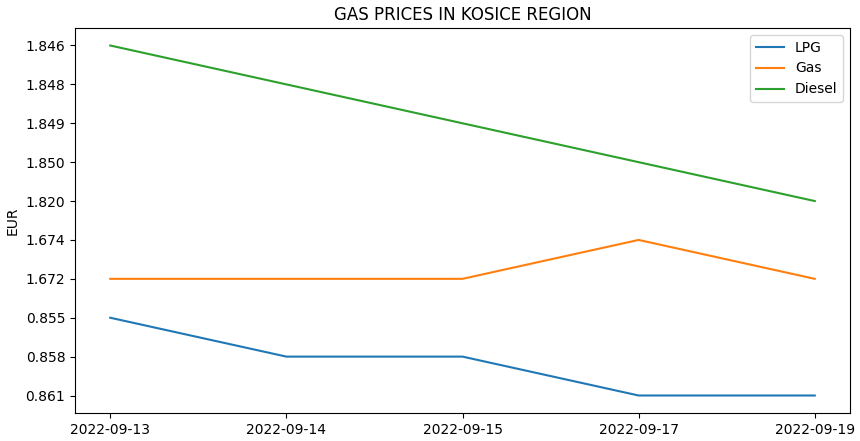 GAS PRICES IN KOSICE REGION
LPG
Gas
Diesel
EUR
1.846
1.848
1.849
1.850
1.820
1.674
1.672
0.855
0.858
0.861
2022-09-13 2022-09-14 2022-09-15 2022-09-17 2022-09-19